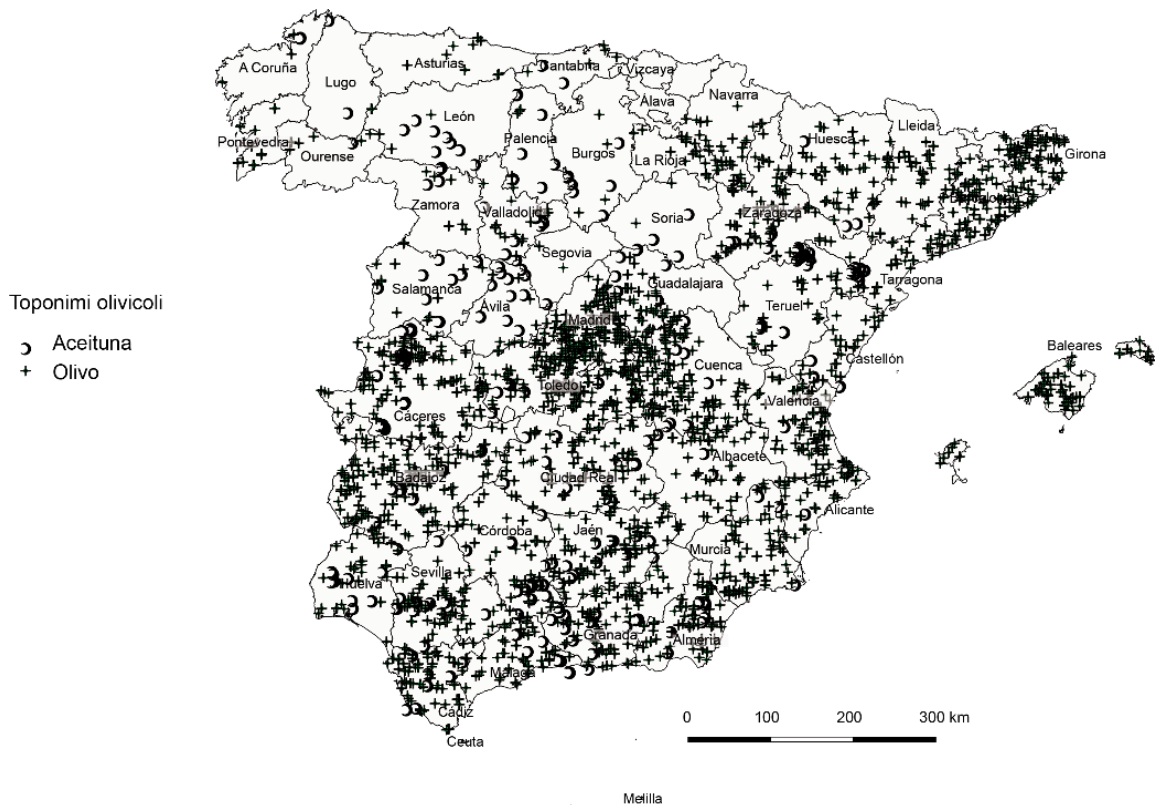 Toponimi olivicoli
Aceituna
Olivo
A Coruña
Lugo
Asturias
Cantabria
Vizcaya
Álava
Navarra
Huesca
Lleida
Girona
Pontevedra
Ourense
León
Palencia
Burgos
La Rioja
Zamora
Valladolid
Soria
Zaragoza
Barcelona
Tarragona
Segovia
Salamanca
Ávila
Guadalajara
Teruel
Madrid
Castellón
Baleares
Toledo
Cuenca
Valencia
Cáceres
Badajoz
Ciudad Real
Albacete
Alicante
Córdoba
Jaén
Murcia
Huelva
Sevilla
Granada
Almería
Málaga
Cádiz
Ceuta
Melilla
0 100 200 300 km